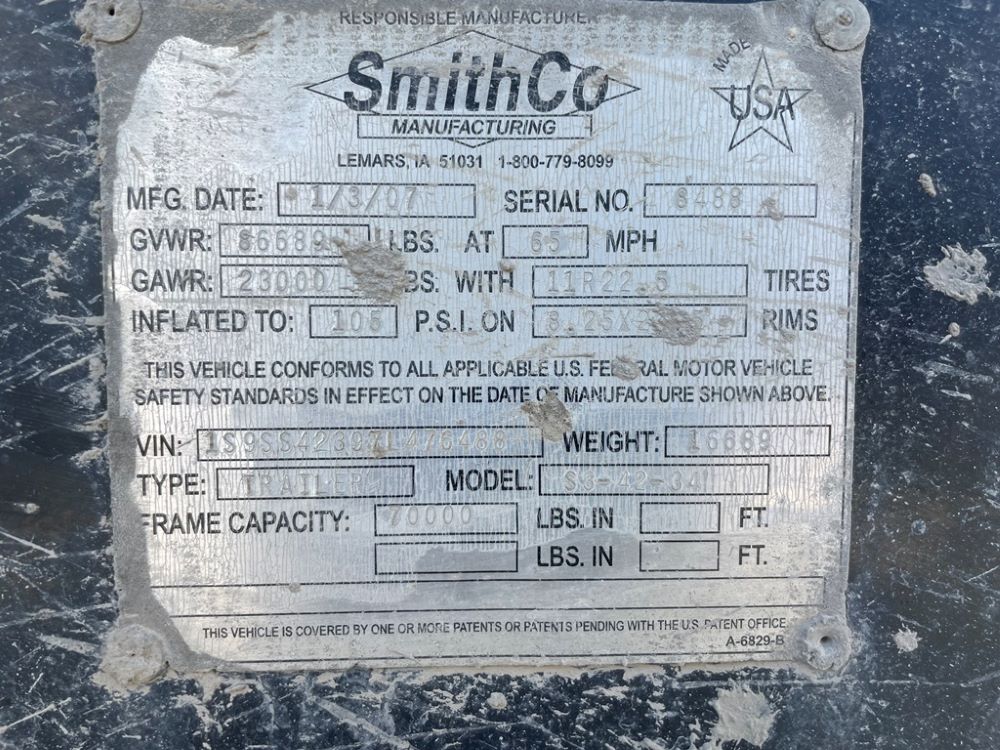 RESPONSIBLE MANUFACTURER
SmithCo
MANUFACTURING
MADE
USA
LEMARS, IA 51031 1-800-779-8099
MFG. DATE: 1/3/07 SERIAL NO. 6488
GVWR: 86689 LBS. AT 65 MPH
GAWR: 23000 LBS. WITH 11R22.5 TIRES
INFLATED TO: 105 P.S.I. ON RIMS
THIS VEHICLE CONFORMS TO ALL APPLICABLE U.S. FEDERAL MOTOR VEHICLE
SAFETY STANDARDS IN EFFECT ON THE DATE OF MANUFACTURE SHOWN ABOVE.
VIN: 1S9SS42397L476488 WEIGHT: 16689
TYPE: TRAILER MODEL: S3-42-34
FRAME CAPACITY: 70000 LBS. IN FT.
LBS. IN FT.
THIS VEHICLE IS COVERED BY ONE OR MORE PATENTS OR PATENTS PENDING WITH THE U.S. PATENT OFFICE.
A-6829-B